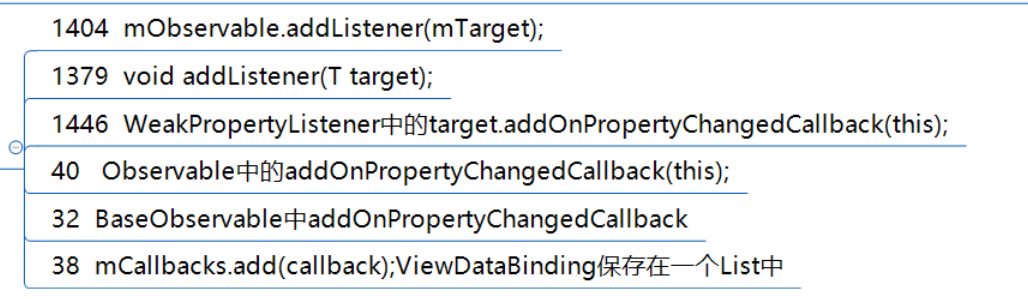 1404  mObservable.addListener(mTarget);
1379  void addListener(T target);
1446  WeakPropertyListener中的target.addOnPropertyChangedCallback(this);
40   Observable中的addOnPropertyChangedCallback(this);
32  BaseObservable中addOnPropertyChangedCallback
38  mCallbacks.add(callback);ViewDataBinding保存在一个List中